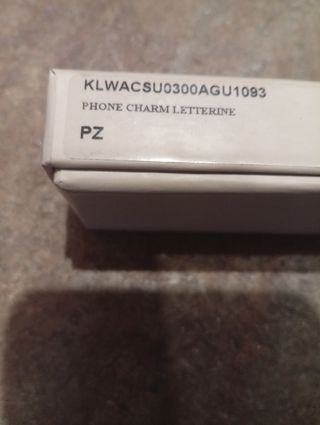 KLWACSU0300AGU1093
PHONE CHARM LETTERINE
PZ